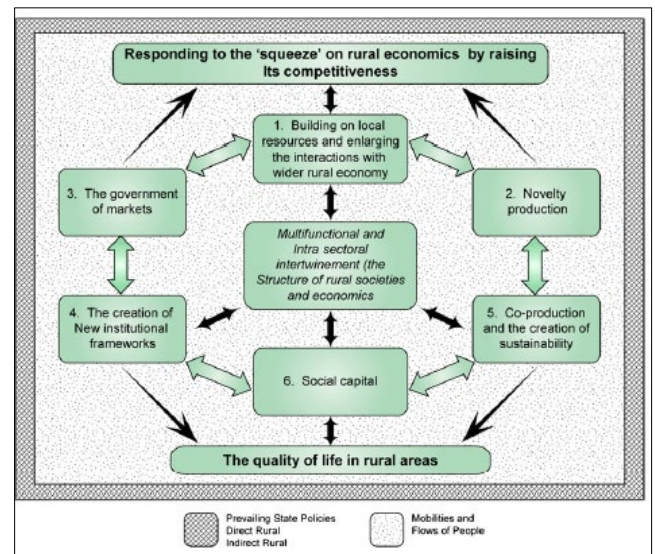 Responding to the 'squeeze' on rural economics by raising
Its competitiveness
1. Building on local
resources and enlarging
the interactions with
wider rural economy
3. The government
of markets
2. Novelty
production
Multifunctional and
Intra sectoral
intertwinement (the
Structure of rural societies
and economics
4. The creation of
New institutional
frameworks
5. Co-production
and the creation of
sustainability
6. Social capital
The quality of life in rural areas
Prevailing State Policies
Direct Rural
Indirect Rural
Mobilities and
Flows of People